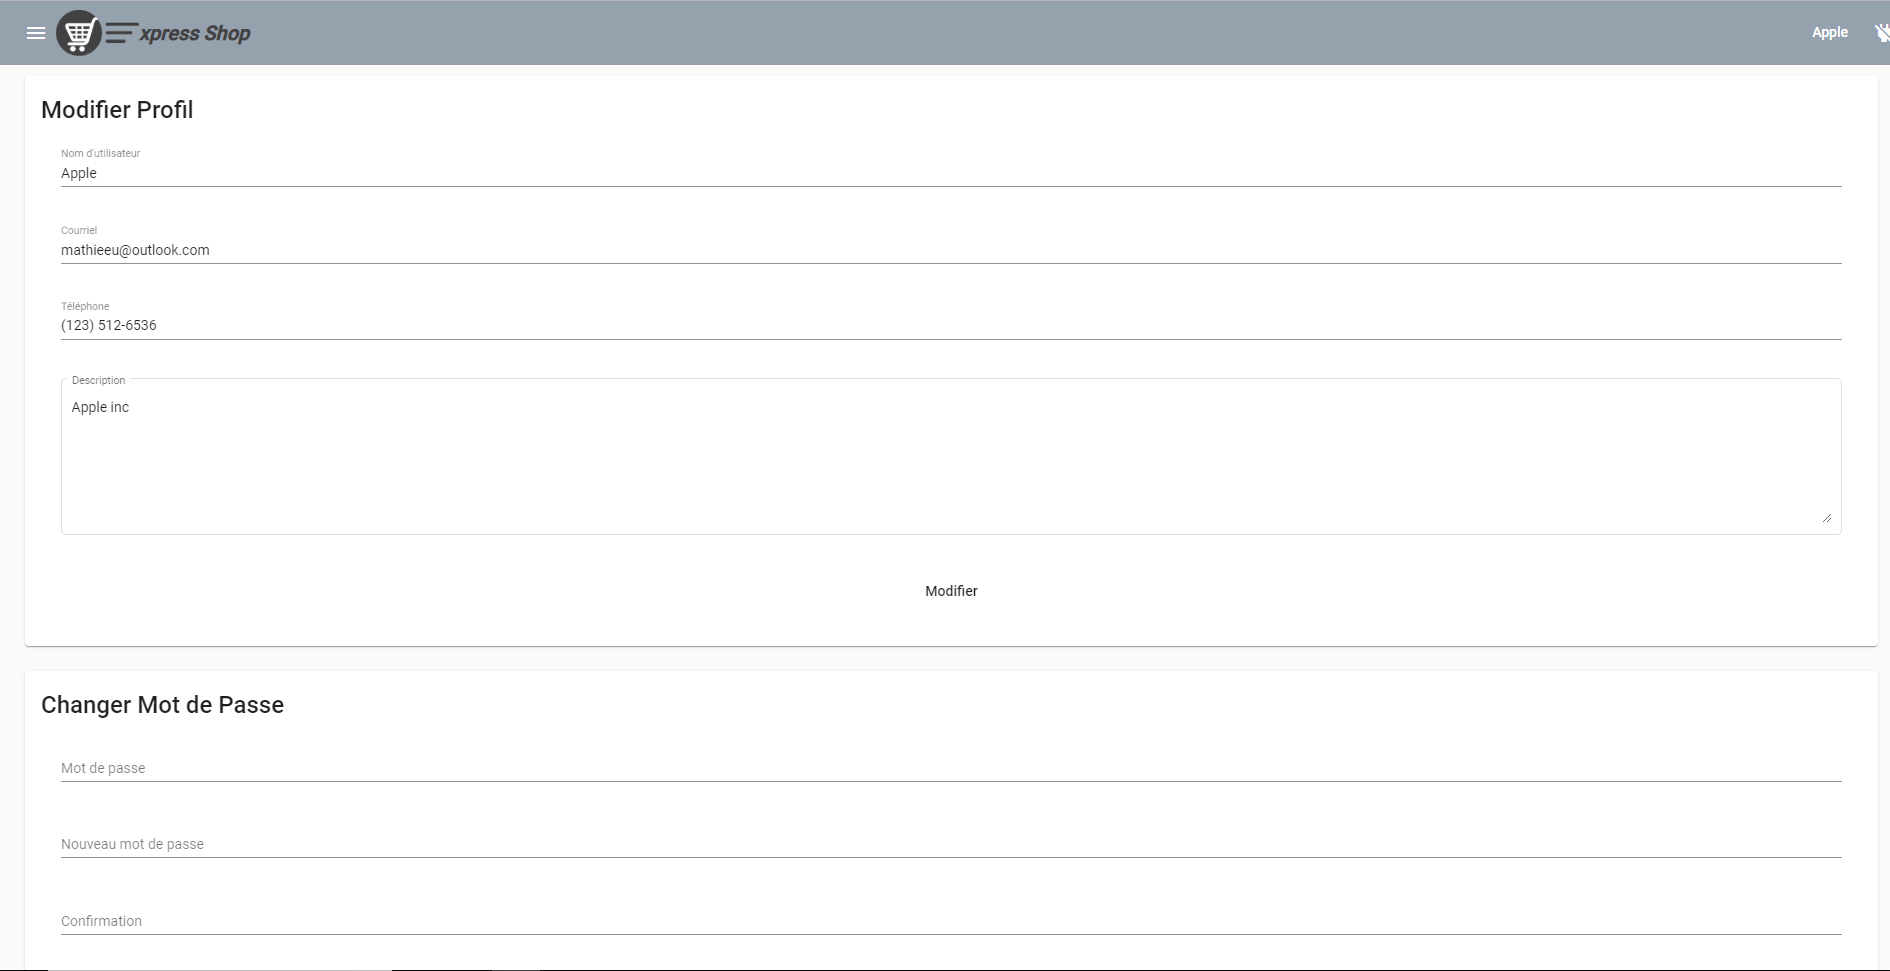 xpress Shop
Apple
Modifier Profil
Nom d'utilisateur
Apple
Courriel
mathieeu@outlook.com
Téléphone
(123) 512-6536
Description
Apple inc
Modifier
Changer Mot de Passe
Mot de passe
Nouveau mot de passe
Confirmation